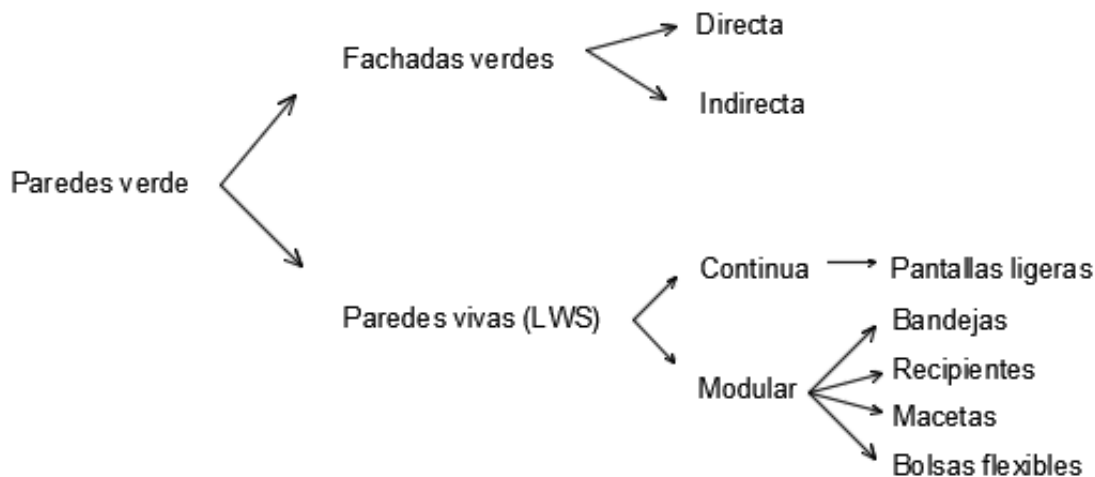 Directa
Fachadas verdes
Indirecta
Paredes verde
Continua
Pantallas ligeras
Paredes vivas (LWS)
Bandejas
Recipientes
Modular
Macetas
Bolsas flexibles